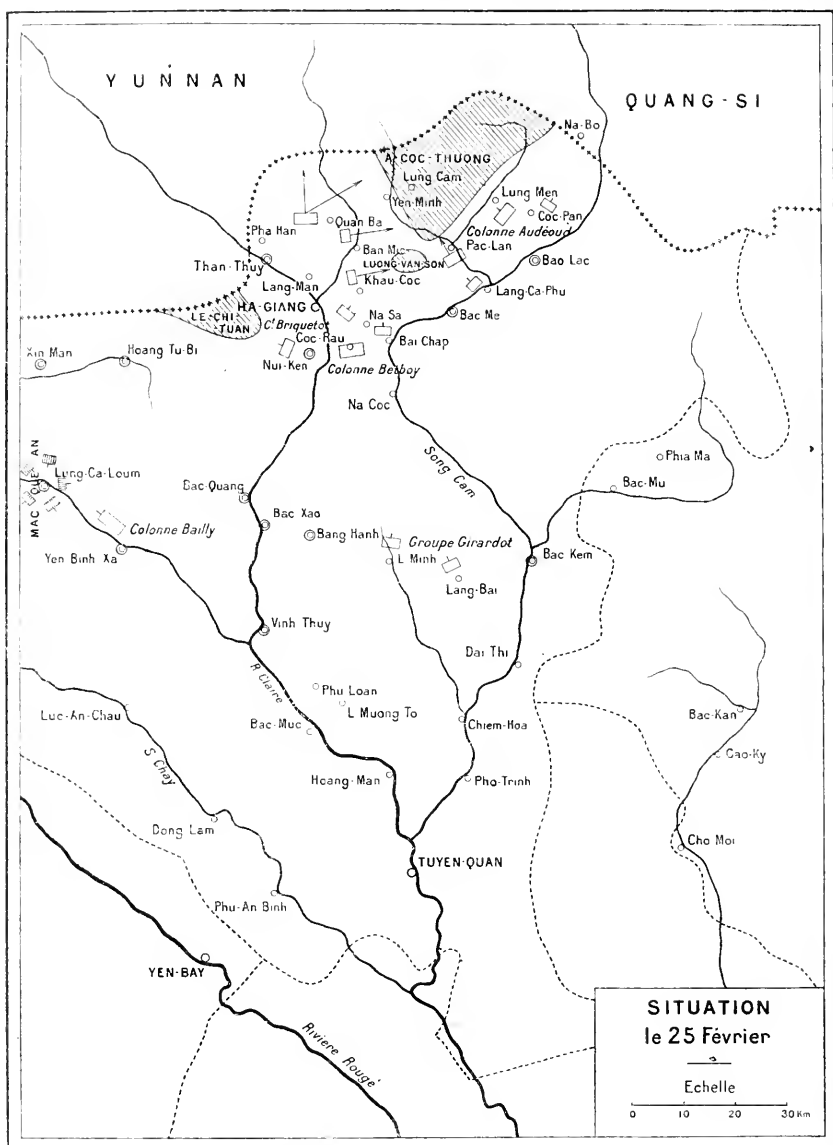 YUNNAN
QUANG-SI
Na-Bo
A-COC-THUONG
Lung Cam
Yen-Minh
Lung Men
Coc-Pan
Colonne Audéoud
Quan Ba
Pha Han
Ban Mic
Pac-Lan
LUONG-VAN-SON
Than-Thuy
Bao Lac
Lang-Man
Khau-Coc
Lang-Ca-Phu
HA-GIANG
LE-CHI-TUAN
Ct Briquetot
Na Sa
Bac Me
Coc-Rau
Bai Chap
Xin Man
Hoang Tu-Bi
Nui-Ken
Colonne Betboy
Na Coc
MAC QUE AN
Lung-Ca-Loum
Song Cam
Phia Ma
Bac-Mu
Bac-Quang
Bac Xao
Colonne Bailly
Bang Hanh
Groupe Girardot
Yen Binh Xa
L Minh
Bac Kem
Lang-Bai
Vinh Thuy
Dai Thi
R. Claire
Phu Loan
L Muong To
Luc-An-Chau
Bac-Muc
Chiem-Hoa
Bac-Kan
S Chay
Cao-Ky
Hoang-Man
Pho-Trinh
Dong Lam
Cho Moi
TUYEN-QUAN
Phu-An Binh
YEN-BAY
Rivière Rouge
SITUATION
le 25 Février
Echelle
0 10 20 30 Km